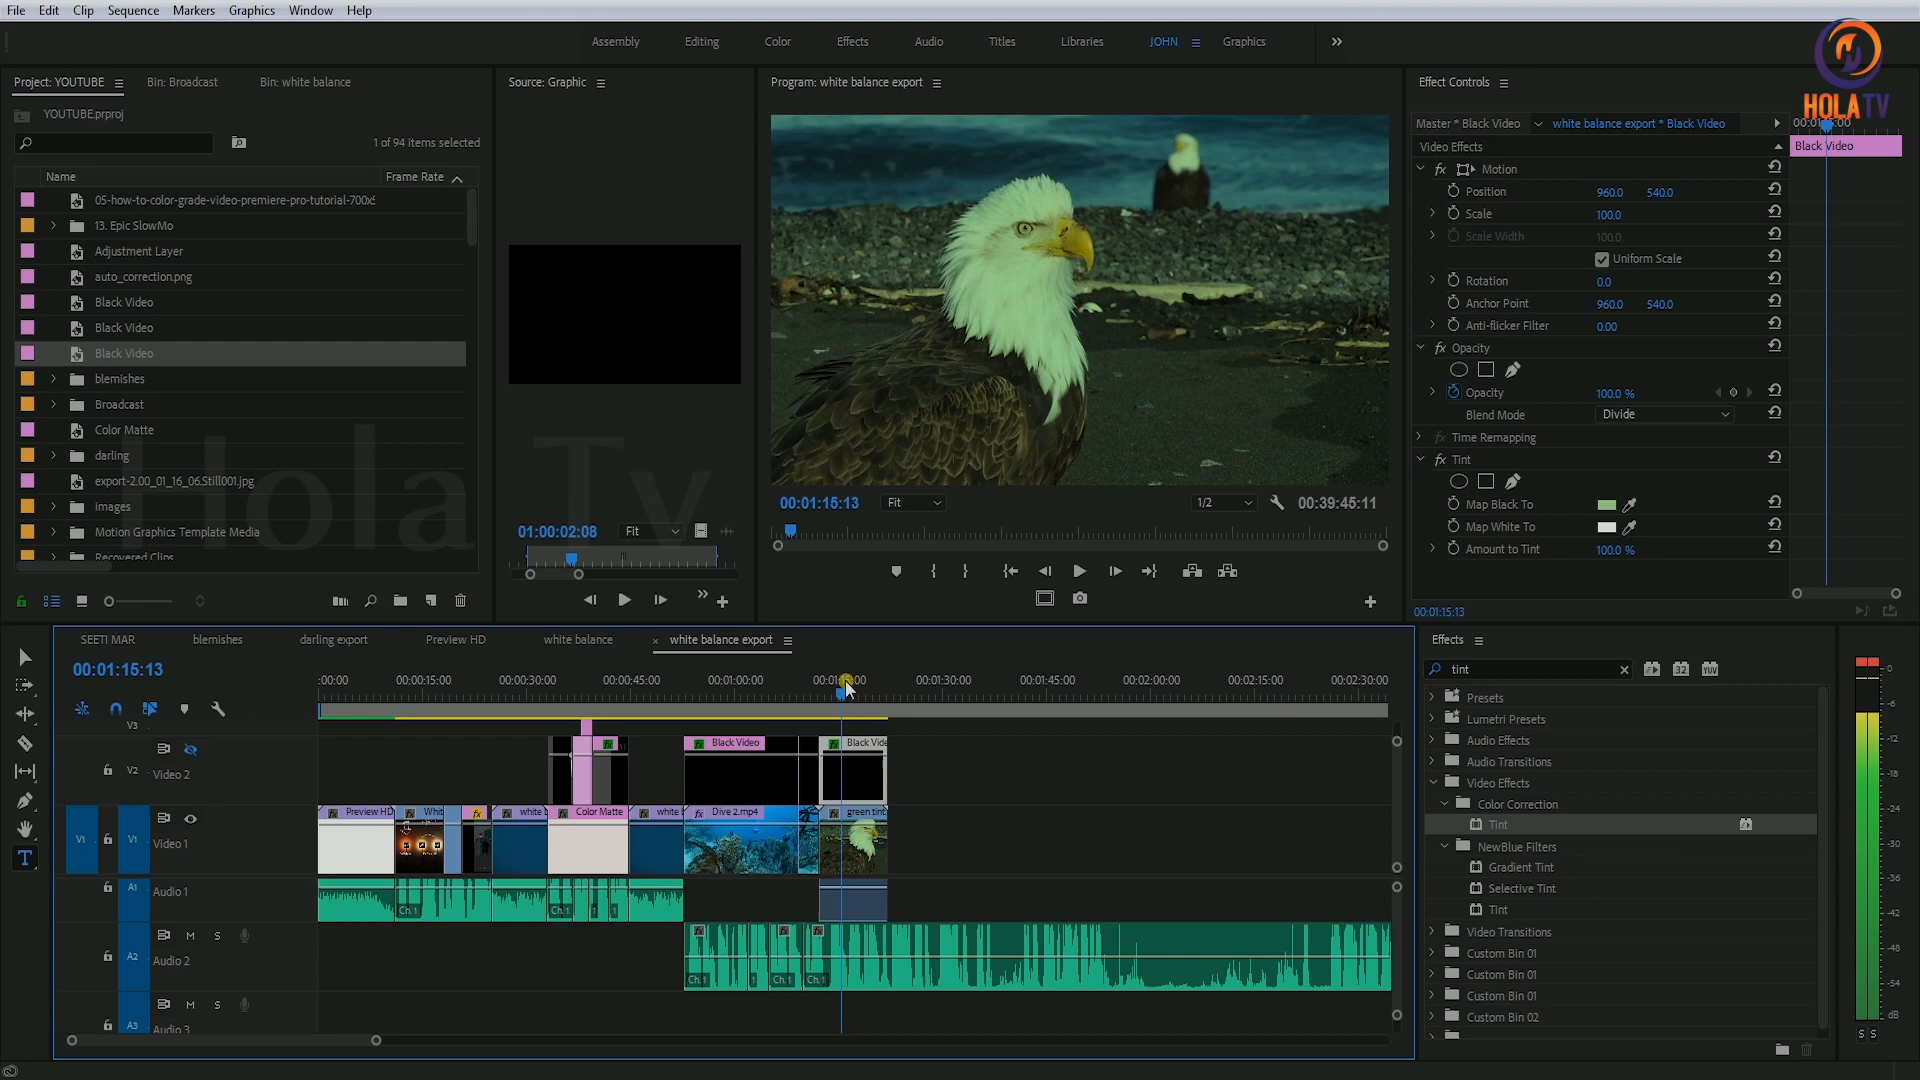 File Edit Clip Sequence Markers Graphics Window Help
Assembly Editing Color Effects Audio Titles Libraries JOHN Graphics
HOLATV
Project: YOUTUBE Bin: Broadcast Bin: white balance
YOUTUBE.prproj
1 of 94 items selected
Name Frame Rate
05-how-to-color-grade-video-premiere-pro-tutorial-700x
13. Epic SlowMo
Adjustment Layer
auto_correction.png
Black Video
Black Video
Black Video
blemishes
Broadcast
Color Matte
darling
export-2.00_01_16_06.Still001.jpg
images
Motion Graphics Template Media
Recovered Clips
Hola Tv
Source: Graphic
01:00:02:08 Fit
Program: white balance export
00:01:15:13 Fit 1/2 00:39:45:11
Effect Controls
Master * Black Video white balance export * Black Video
Video Effects
Black Video
fx Motion
Position 960.0 540.0
Scale 100.0
Scale Width 100.0
Uniform Scale
Rotation 0.0
Anchor Point 960.0 540.0
Anti-flicker Filter 0.00
fx Opacity
Opacity 100.0 %
Blend Mode Divide
fx Time Remapping
fx Tint
Map Black To
Map White To
Amount to Tint 100.0 %
00:01:15:13
SEETI MAR blemishes darling export Preview HD white balance white balance export
00:01:15:13
:00:00 00:00:15:00 00:00:30:00 00:00:45:00 00:01:00:00 00:01:30:00 00:01:45:00 00:02:00:00 00:02:15:00 00:02:30:00
V3
V2 Video 2
Black Video
Black Vide
V1 V1 Video 1
Preview HD Whit white b Color Matte white b Dive 2.mp4 green tint
A1 Audio 1
Ch.1 Ch.1 1 1
M S
A2 Audio 2
Ch. 1 Ch.1 Ch.1
M S
A3 Audio 3
Effects
tint
Presets
Lumetri Presets
Audio Effects
Audio Transitions
Video Effects
Color Correction
Tint
NewBlue Filters
Gradient Tint
Selective Tint
Tint
Video Transitions
Custom Bin 01
Custom Bin 01
Custom Bin 01
Custom Bin 02
0
-6
-12
-18
-24
-30
-36
-42
-48
-54
dB
S S